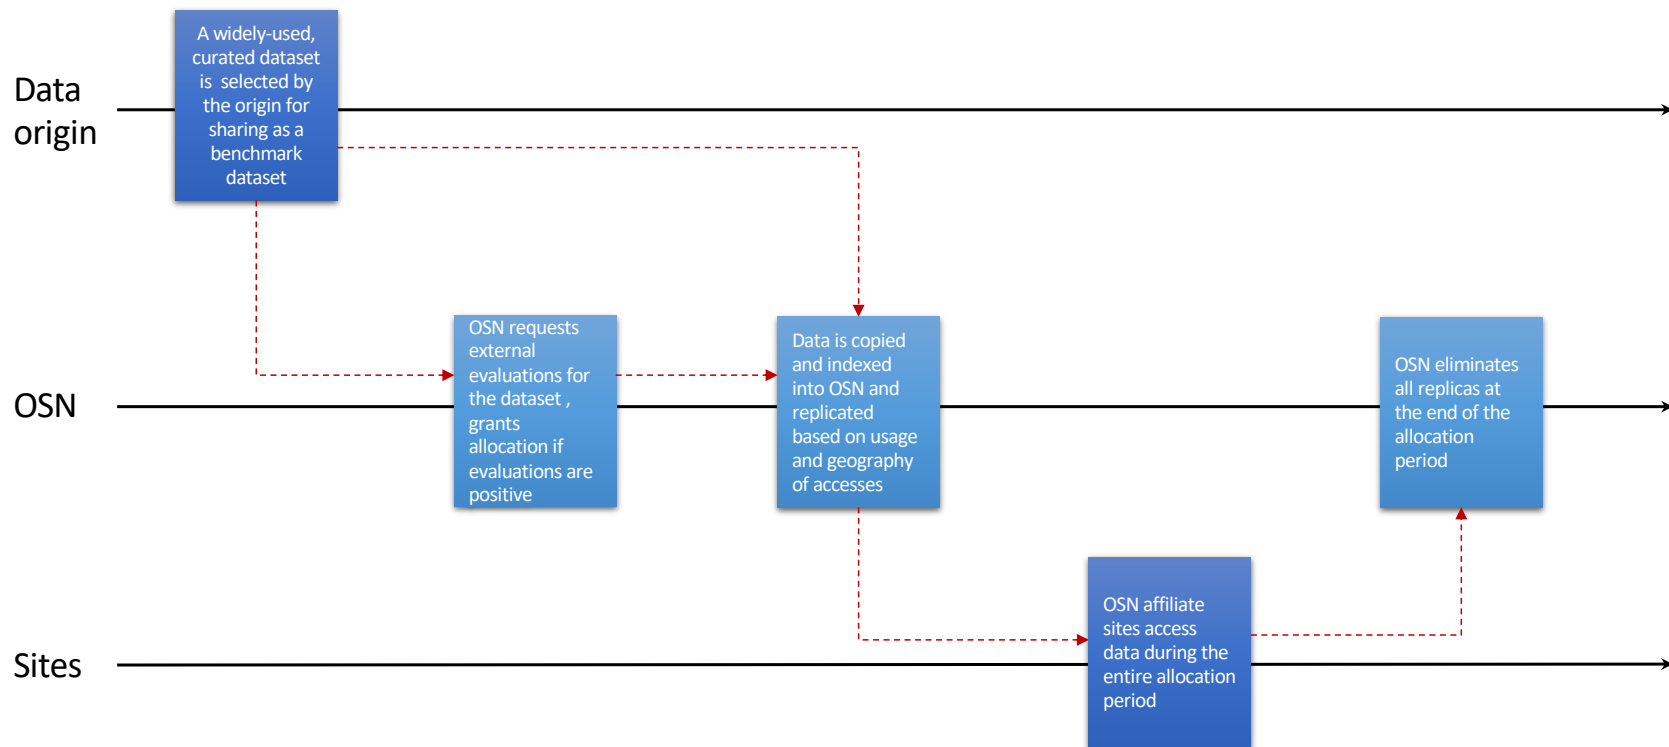 Data
origin
A widely-used,
curated dataset
is  selected by
the origin for
sharing as a
benchmark
dataset
OSN
OSN requests
external
evaluations for
the dataset ,
grants
allocation if
evaluations are
positive
Data is copied
and indexed
into OSN and
replicated
based on usage
and geography
of accesses
OSN eliminates
all replicas at
the end of the
allocation
period
Sites
OSN affiliate
sites access
data during the
entire allocation
period